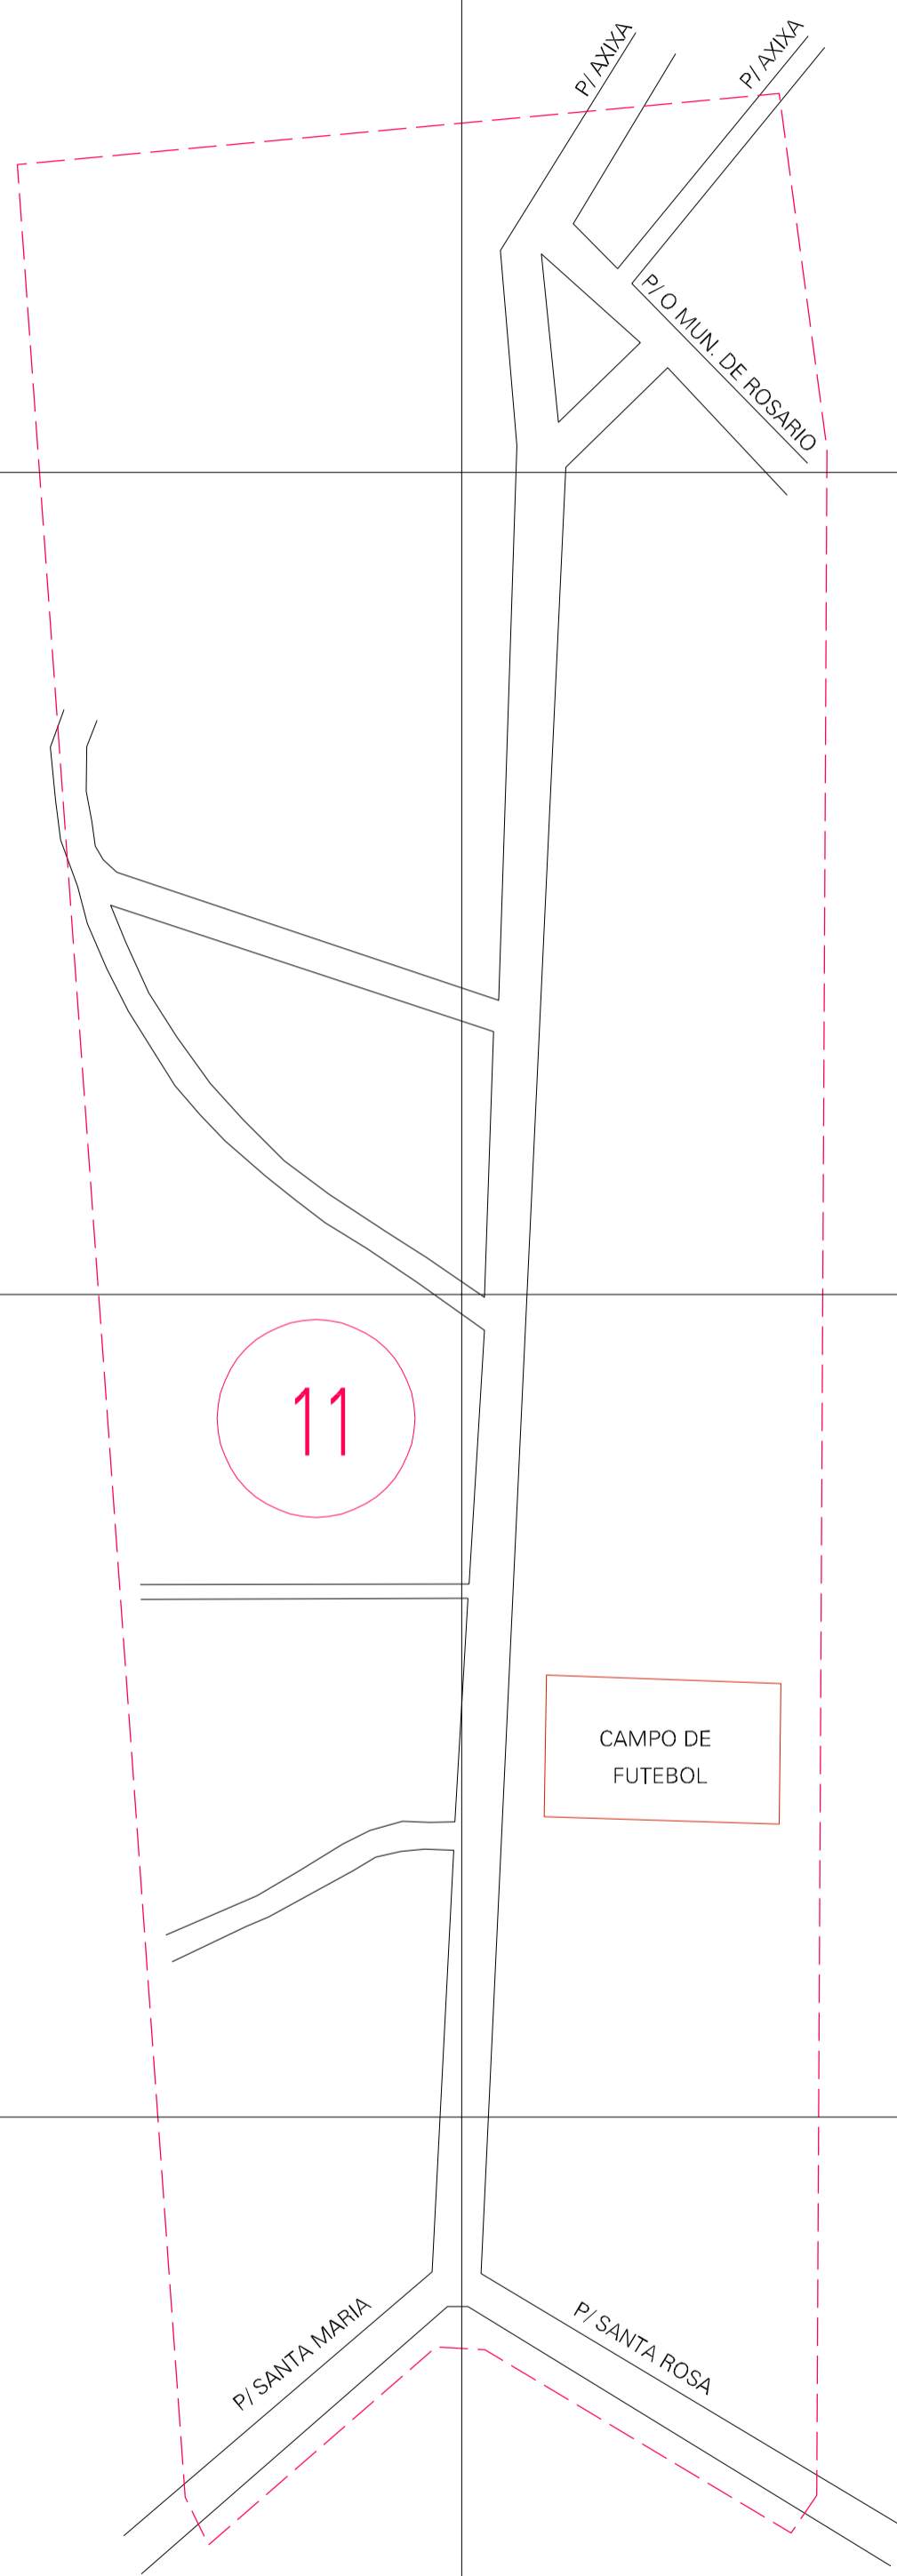 P/ AXIXA
P/ AXIXA
P/ O MUN. DE ROSARIO
11
CAMPO DE
FUTEBOL
P/ SANTA MARIA
P/ SANTA ROSA